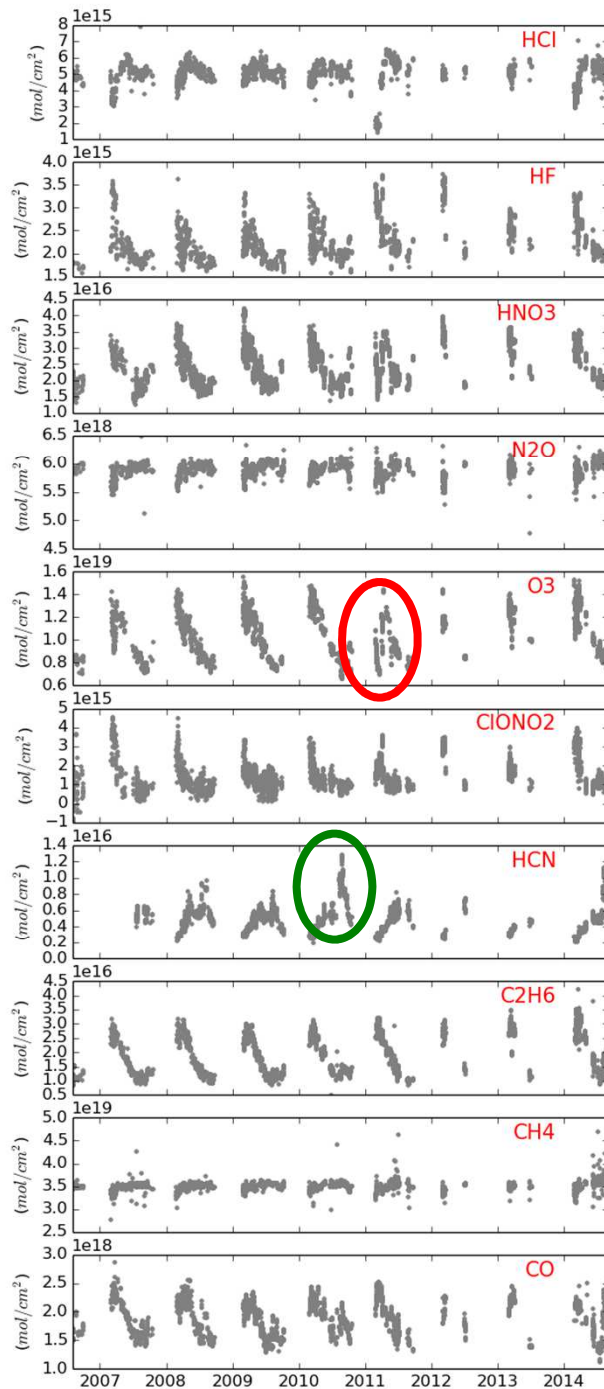 1e15
HCl
8
7
6
5
4
3
2
1
(mol/cm²)
1e15
HF
4.0
3.5
3.0
2.5
2.0
1.5
(mol/cm²)
1e16
HNO3
4.5
4.0
3.5
3.0
2.5
2.0
1.5
1.0
(mol/cm²)
1e18
N2O
6.5
6.0
5.5
5.0
4.5
(mol/cm²)
1e19
O3
1.6
1.4
1.2
1.0
0.8
0.6
(mol/cm²)
1e15
ClONO2
5
4
3
2
1
0
−1
(mol/cm²)
1e16
HCN
1.4
1.2
1.0
0.8
0.6
0.4
0.2
0.0
(mol/cm²)
1e16
C2H6
4.5
4.0
3.5
3.0
2.5
2.0
1.5
1.0
0.5
(mol/cm²)
1e19
CH4
5.0
4.5
4.0
3.5
3.0
2.5
(mol/cm²)
1e18
CO
3.0
2.5
2.0
1.5
1.0
(mol/cm²)
2007 2008 2009 2010 2011 2012 2013 2014